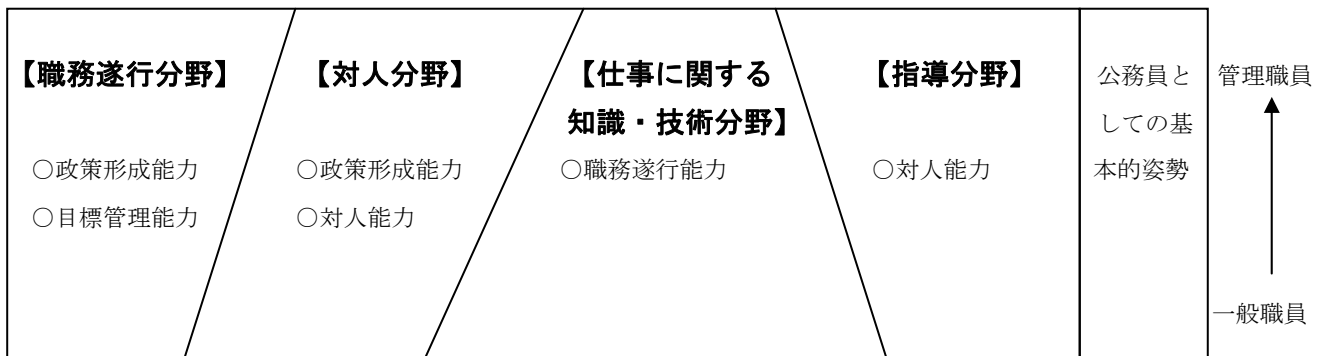 【職務遂行分野】
○政策形成能力
○目標管理能力
【対人分野】
○政策形成能力
○対人能力
【仕事に関する
知識・技術分野】
○職務遂行能力
【指導分野】
○対人能力
公務員と
しての基
本的姿勢
管理職員
一般職員